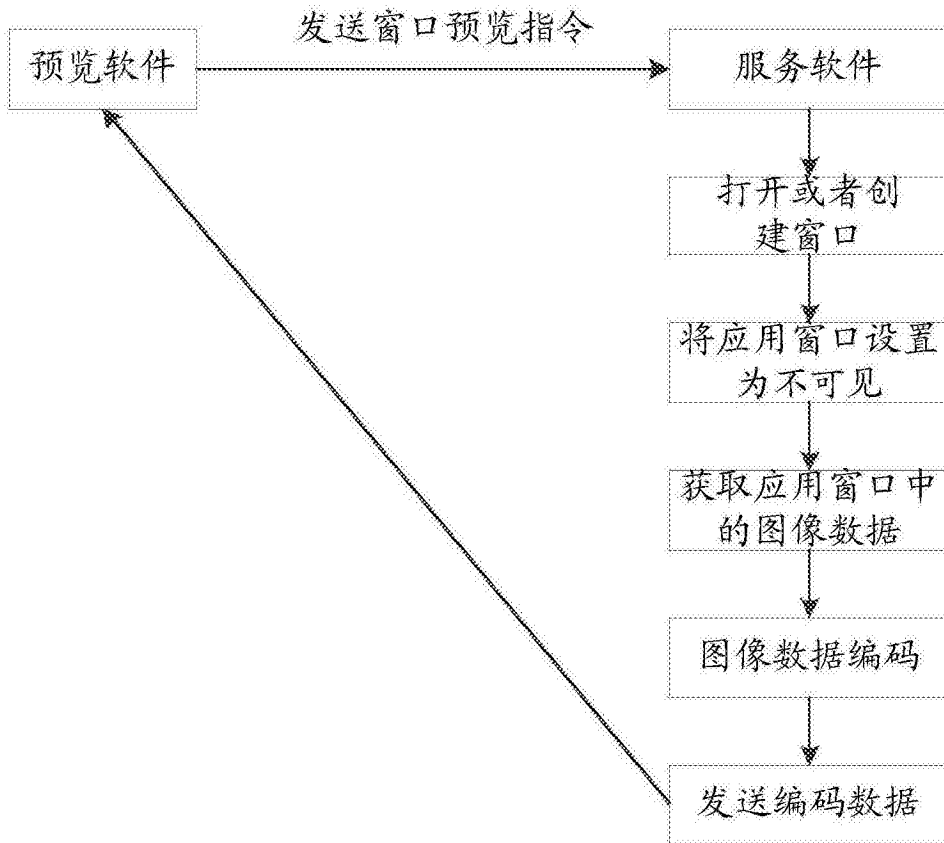 发送窗口预览指令
预览软件
服务软件
打开或者创
建窗口
将应用窗口设置
为不可见
获取应用窗口中
的图像数据
图像数据编码
发送编码数据